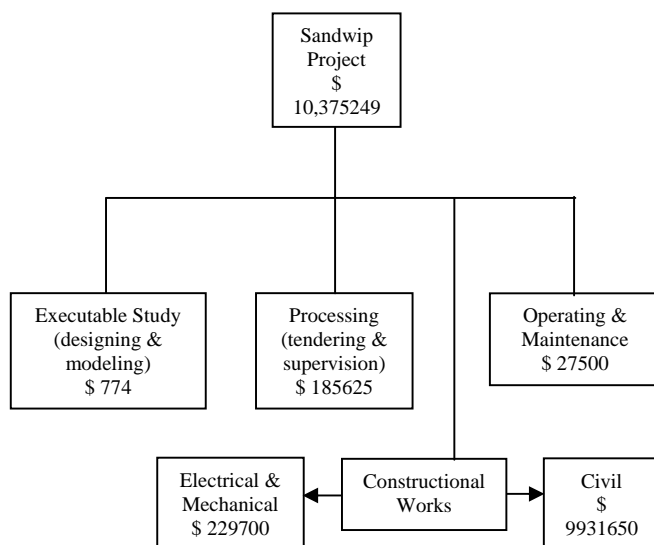 Sandwip
Project
$
10,375249
Executable Study
(designing &
modeling)
$ 774
Processing
(tendering &
supervision)
$ 185625
Operating &
Maintenance
$ 27500
Electrical &
Mechanical
$ 229700
Constructional
Works
Civil
$
9931650